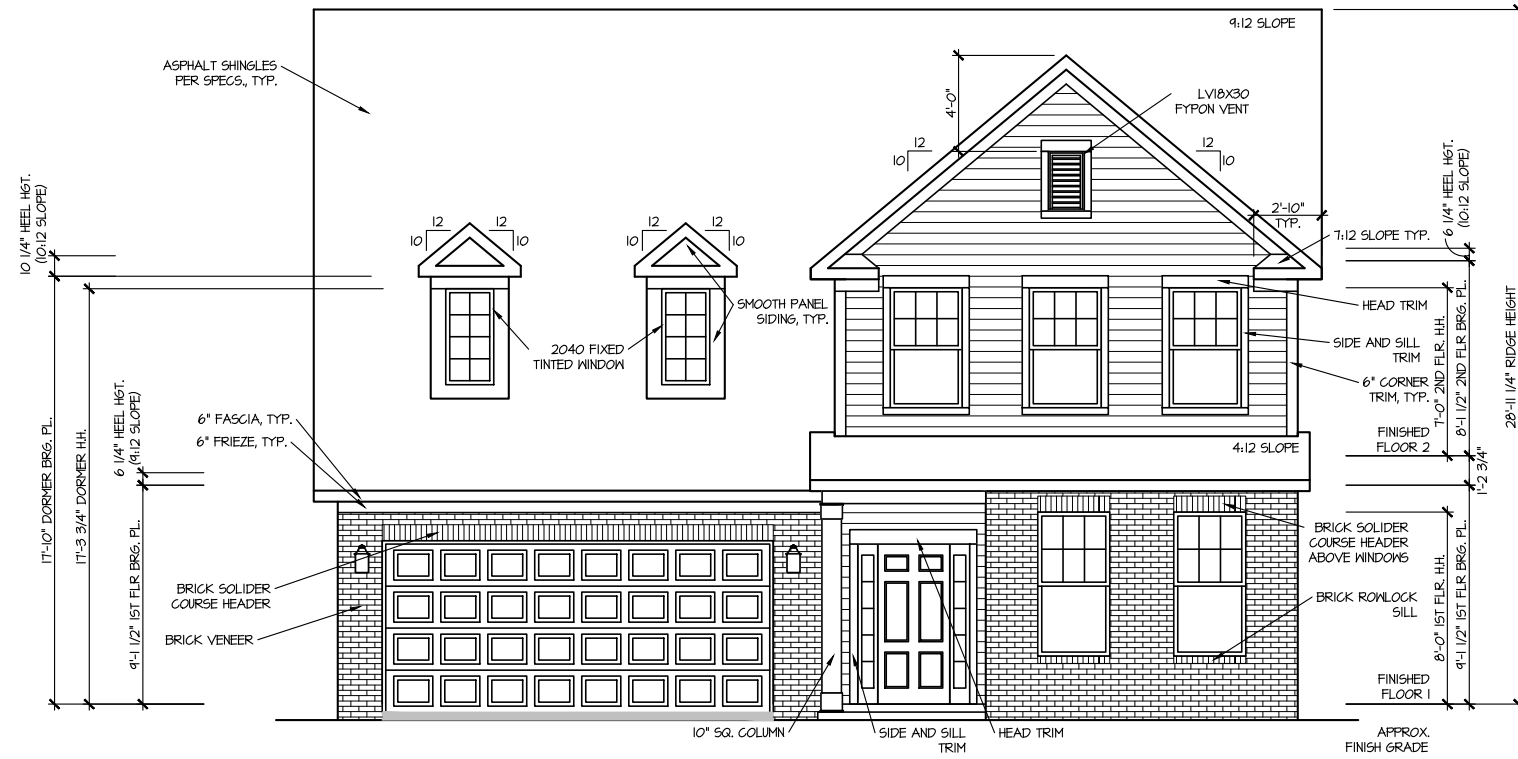 9:12 SLOPE
ASPHALT SHINGLES
PER SPECS., TYP.
4'-0"
LV18X30
FYPON VENT
12
10
12
10
10 1/4" HEEL HGT.
(10:12 SLOPE)
12
10
12
10
12
10
12
10
2'-10"
TYP.
6 1/4" HEEL HGT.
(10:12 SLOPE)
7:12 SLOPE TYP.
SMOOTH PANEL
SIDING, TYP.
HEAD TRIM
2040 FIXED
TINTED WINDOW
SIDE AND SILL
TRIM
6" CORNER
TRIM, TYP.
7'-0" 2ND FLR. H.H.
8'-1 1/2" 2ND FLR BRG. PL.
28'-11 1/4" RIDGE HEIGHT
6 1/4" HEEL HGT.
(9:12 SLOPE)
6" FASCIA, TYP.
6" FRIEZE, TYP.
FINISHED
FLOOR 2
4:12 SLOPE
1'-2 3/4"
17'-10" DORMER BRG. PL.
17'-3 3/4" DORMER H.H.
9'-1 1/2" 1ST FLR BRG. PL.
BRICK SOLIDER
COURSE HEADER
ABOVE WINDOWS
BRICK SOLIDER
COURSE HEADER
BRICK VENEER
BRICK ROWLOCK
SILL
8'-0" 1ST FLR. H.H.
9'-1 1/2" 1ST FLR BRG. PL.
FINISHED
FLOOR 1
10" SQ. COLUMN
SIDE AND SILL
TRIM
HEAD TRIM
APPROX.
FINISH GRADE